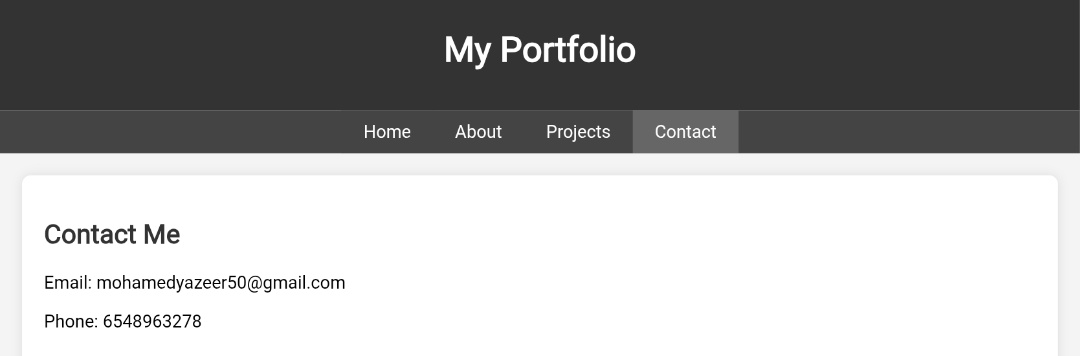 My Portfolio
Home About Projects Contact
Contact Me
Email: mohamedyazeer50@gmail.com
Phone: 6548963278